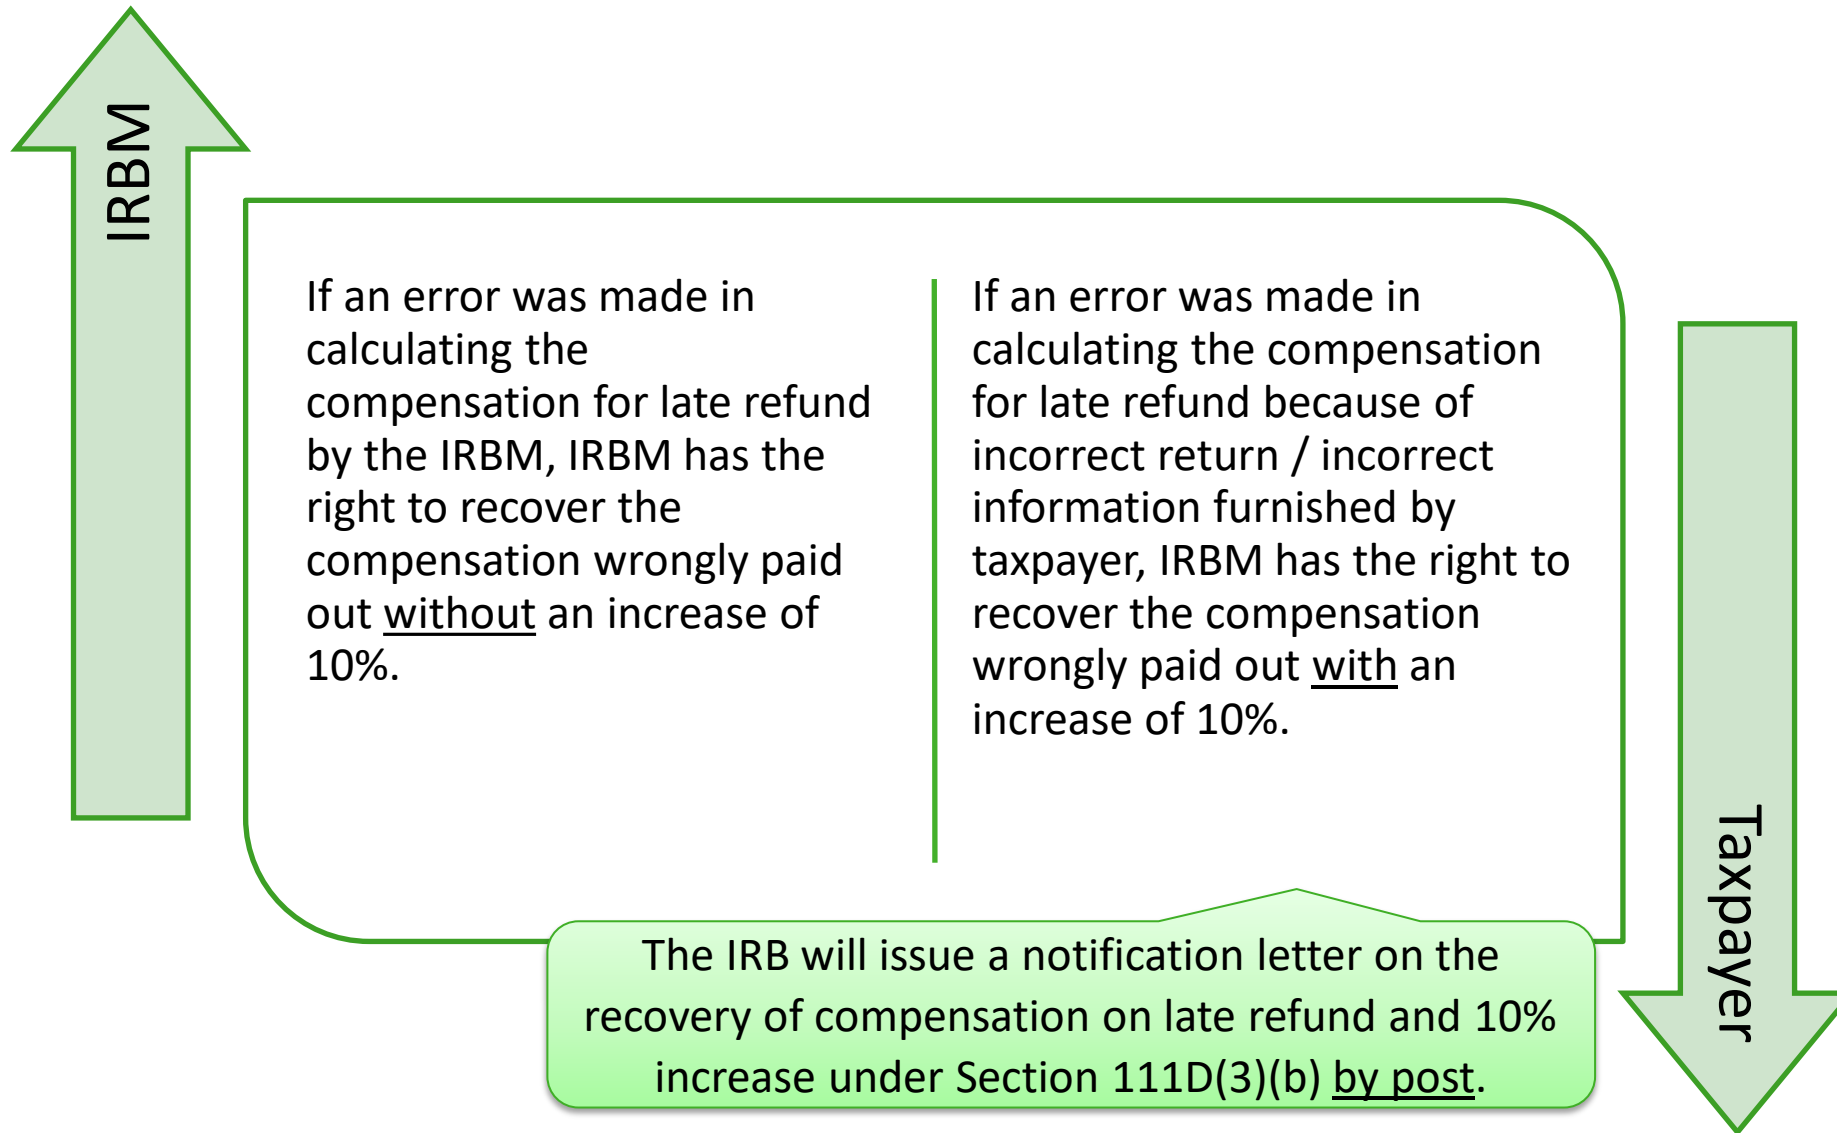 IRBM
If an error was made in
calculating the
compensation for late refund
by the IRBM, IRBM has the
right to recover the
compensation wrongly paid
out without an increase of
10%.
If an error was made in
calculating the compensation
for late refund because of
incorrect return / incorrect
information furnished by
taxpayer, IRBM has the right to
recover the compensation
wrongly paid out with an
increase of 10%.
Taxpayer
The IRB will issue a notification letter on the
recovery of compensation on late refund and 10%
increase under Section 111D(3)(b) by post.